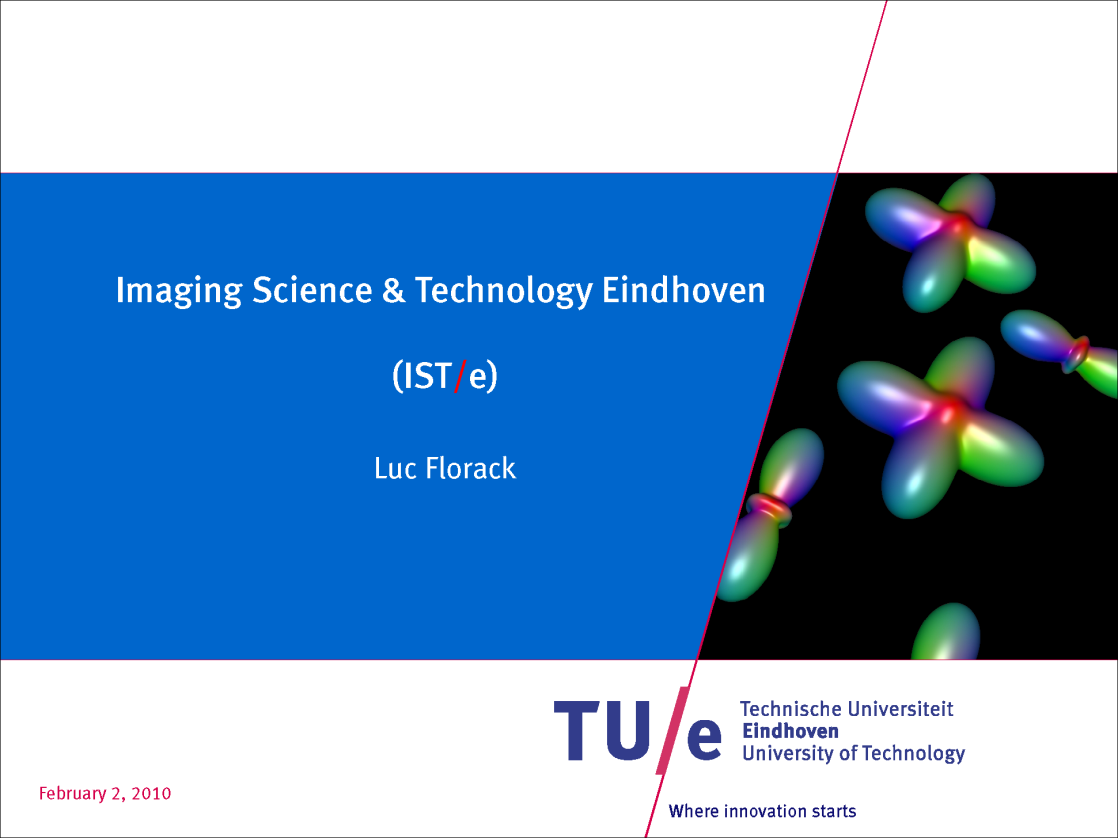 Imaging Science & Technology Eindhoven
(IST/e)
Luc Florack
TU/e
Technische Universiteit
Eindhoven
University of Technology
February 2, 2010
Where innovation starts